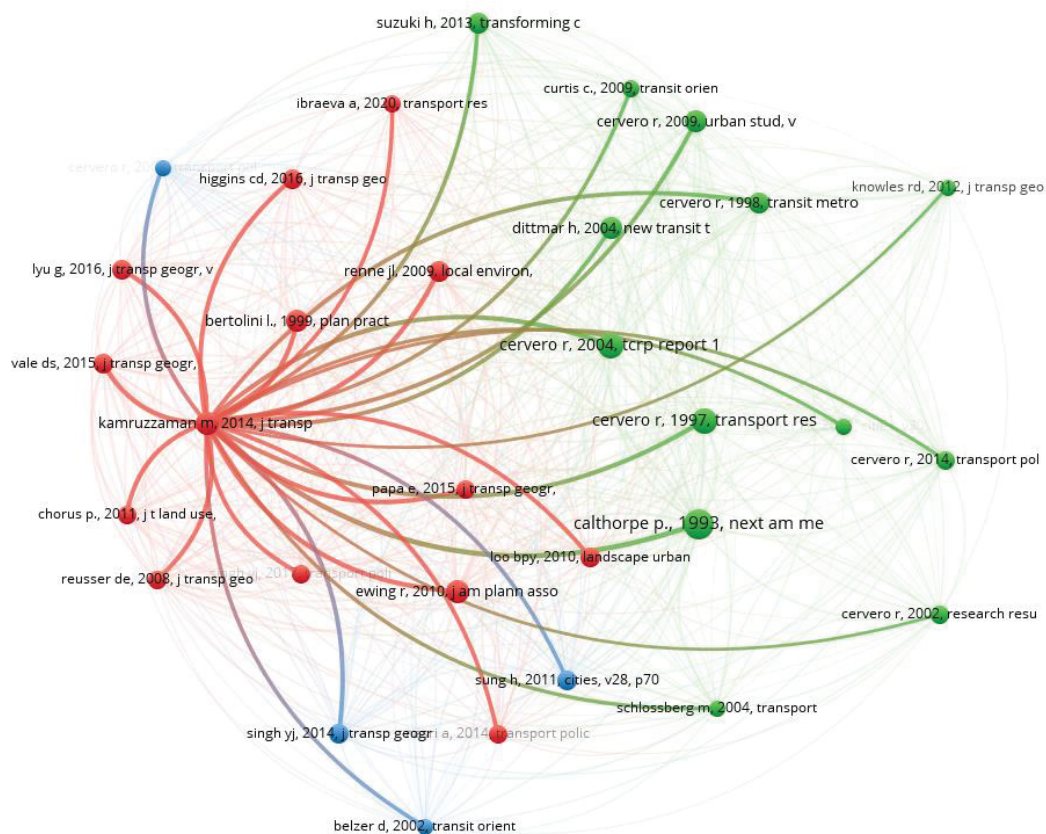 suzuki h, 2013, transforming c
curtis c., 2009, transit orien
ibraeva a, 2020, transport res
cervero r, 2009, urban stud, v
cervero r,
higgins cd, 2016, j transp geo
knowles rd, 2012, j transp geo
cervero r, 1998, transit metro
dittmar h, 2004, new transit t
lyu g, 2016, j transp geogr, v
renne jl, 2009, local environ,
bertolini l., 1999, plan pract
cervero r, 2004, tcrp report 1
vale ds, 2015, j transp geogr,
kamruzzaman m, 2014, j transp
cervero r, 1997, transport res
cervero r, 2014, transport pol
papa e, 2015, j transp geogr,
chorus p., 2011, j t land use,
calthorpe p., 1993, next am me
loo bpy, 2010, landscape urban
singh yj, transport poli
reusser de, 2008, j transp geo
ewing r, 2010, j am plann asso
cervero r, 2002, research resu
sung h, 2011, cities, v28, p70
schlossberg m, 2004, transport
singh yj, 2014, j transp geogr
a, 2014, transport polic
belzer d, 2002, transit orient